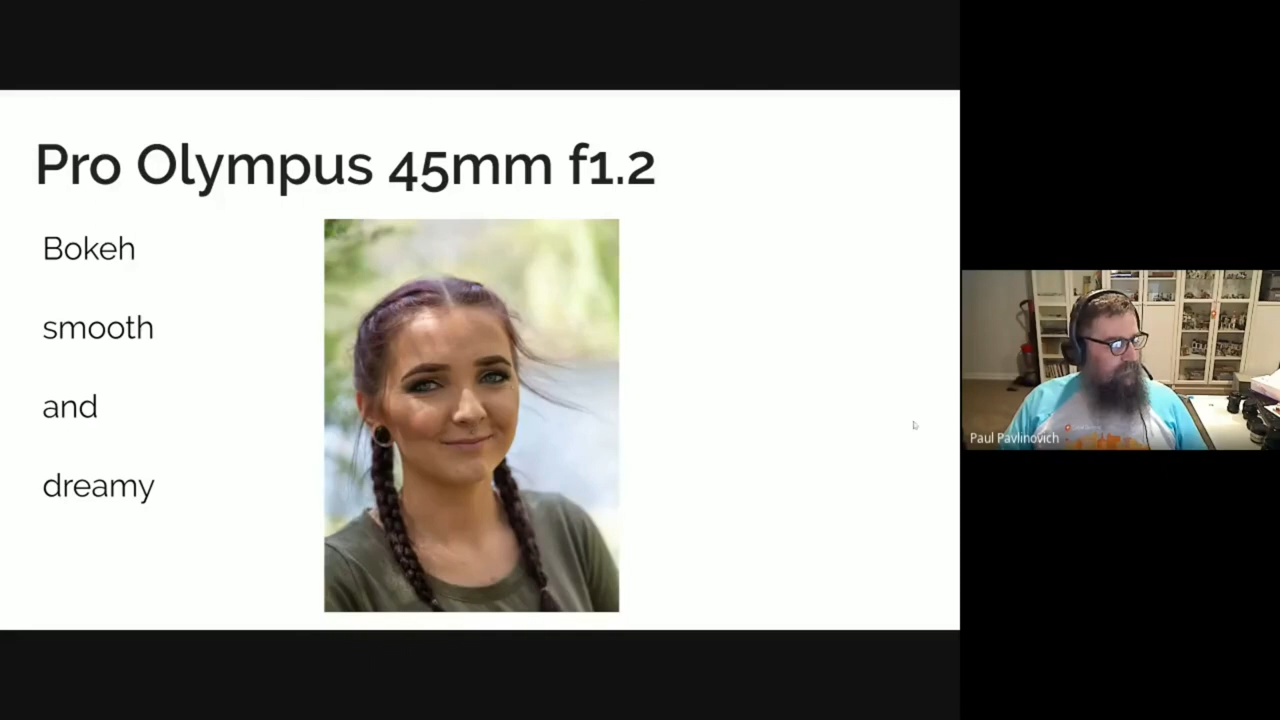 Pro Olympus 45mm f1.2
Bokeh
smooth
and
dreamy
Paul Pavlinovich